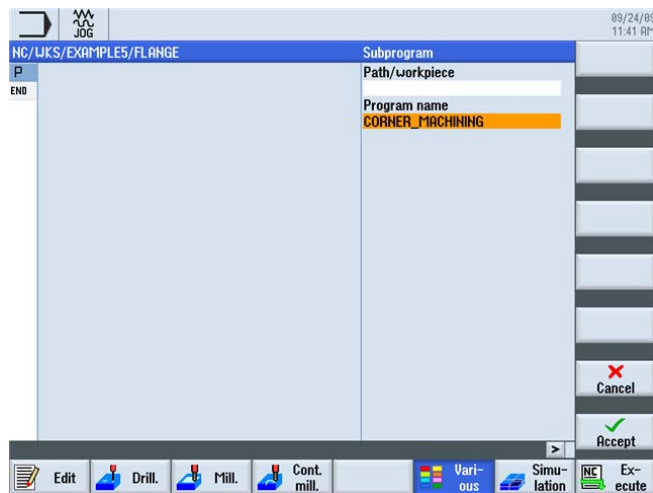 JOG
09/24/09
11:41 AM
NC/WKS/EXAMPLE5/FLANGE
Subprogram
P
Path/workpiece
END
Program name
CORNER_MACHINING
Cancel
Accept
>
Edit
Drill.
Mill.
Cont.
mill.
Vari-
ous
Simu-
lation
NC
Ex-
ecute